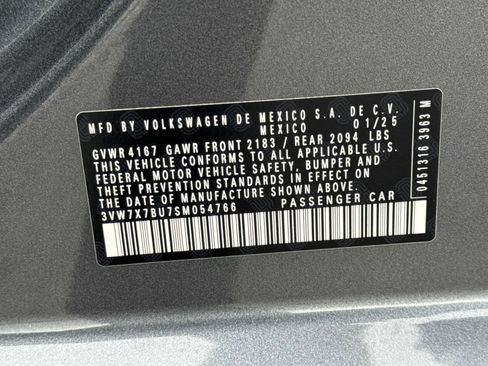 MFD BY VOLKSWAGEN DE MEXICO S.A. DE C.V.
MEXICO 01/25
GVWR4167 GAWR FRONT 2183 / REAR 2094 LBS
THIS VEHICLE CONFORMS TO ALL APPLICABLE U.S.
FEDERAL MOTOR VEHICLE SAFETY, BUMPER AND
THEFT PREVENTION STANDARDS IN EFFECT ON
THE DATE OF MANUFACTURE SHOWN ABOVE.
3VW7X7BU7SM054766 PASSENGER CAR
0451316 3963 M